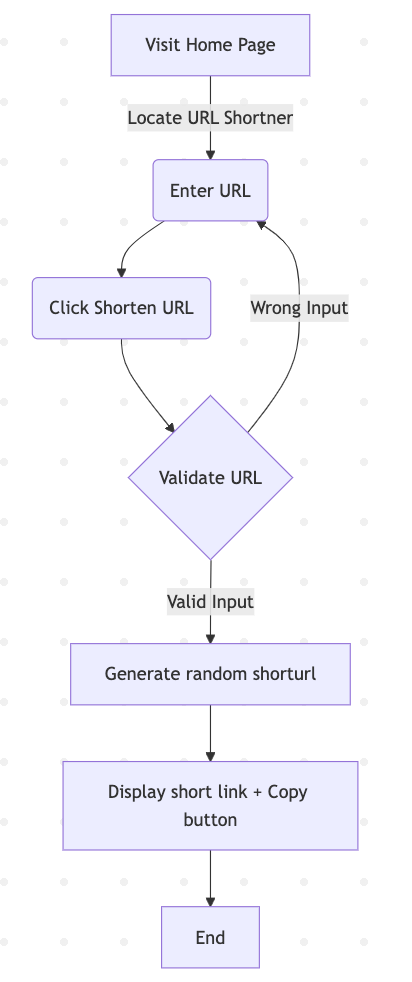 Visit Home Page
Locate URL Shortner
Enter URL
Click Shorten URL
Wrong Input
Validate URL
Valid Input
Generate random shorturl
Display short link + Copy
button
End